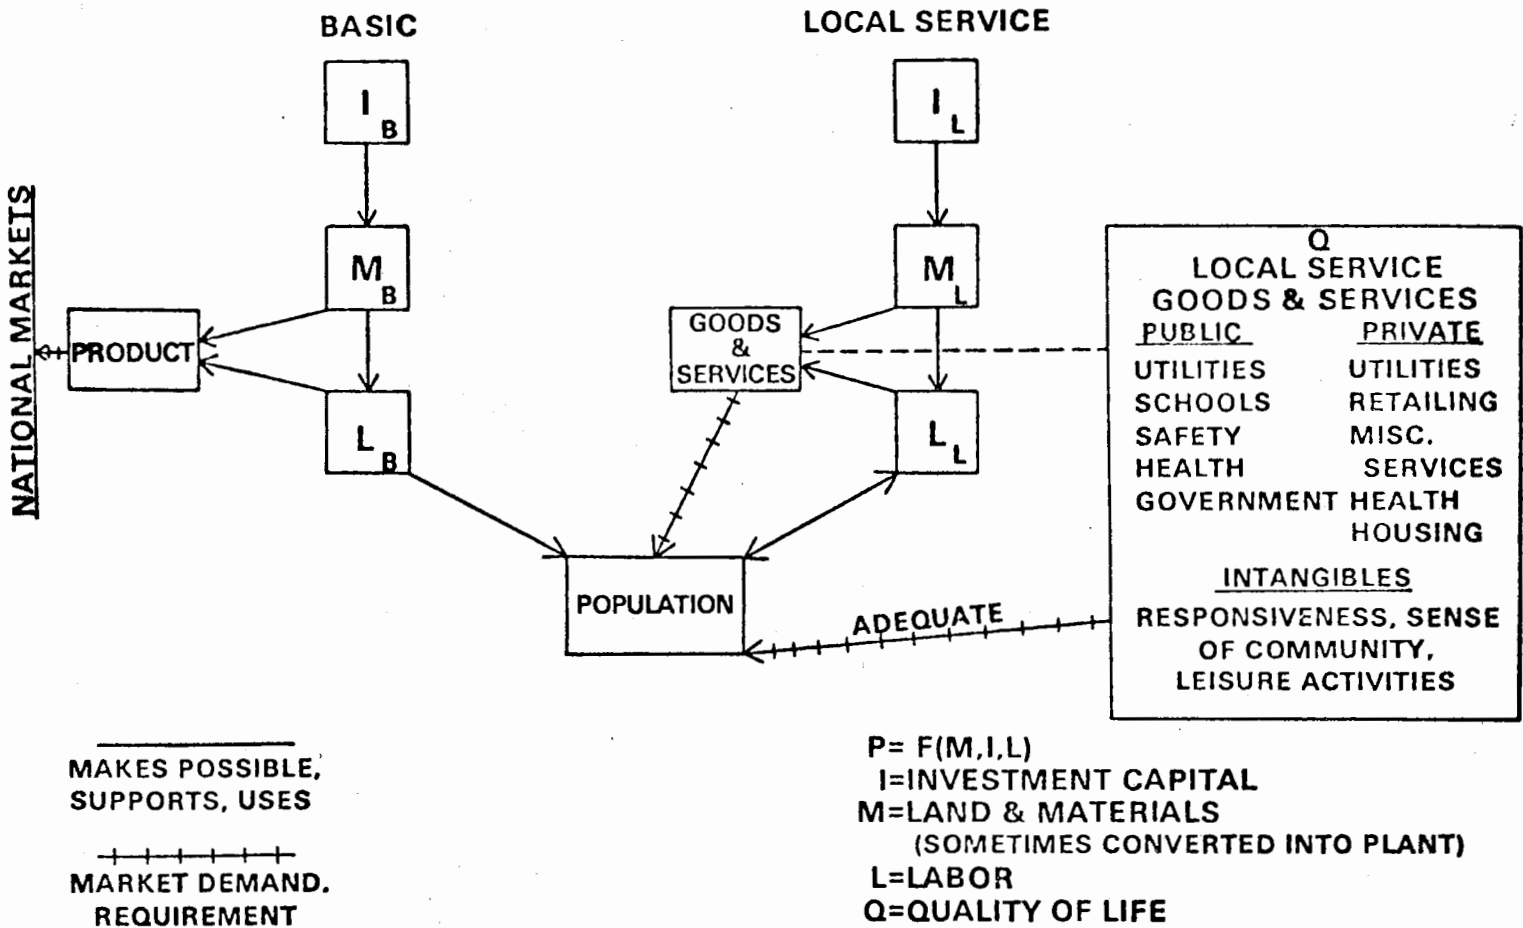 BASIC
LOCAL SERVICE
I B
I L
NATIONAL MARKETS
M B
M L
PRODUCT
GOODS
&
SERVICES
L B
L L
POPULATION
ADEQUATE
Q
LOCAL SERVICE
GOODS & SERVICES
PUBLIC PRIVATE
UTILITIES UTILITIES
SCHOOLS RETAILING
SAFETY MISC.
HEALTH SERVICES
GOVERNMENT HEALTH
HOUSING
INTANGIBLES
RESPONSIVENESS, SENSE
OF COMMUNITY,
LEISURE ACTIVITIES
MAKES POSSIBLE,
SUPPORTS, USES
MARKET DEMAND.
REQUIREMENT
P= F(M,I,L)
I=INVESTMENT CAPITAL
M=LAND & MATERIALS
(SOMETIMES CONVERTED INTO PLANT)
L=LABOR
Q=QUALITY OF LIFE